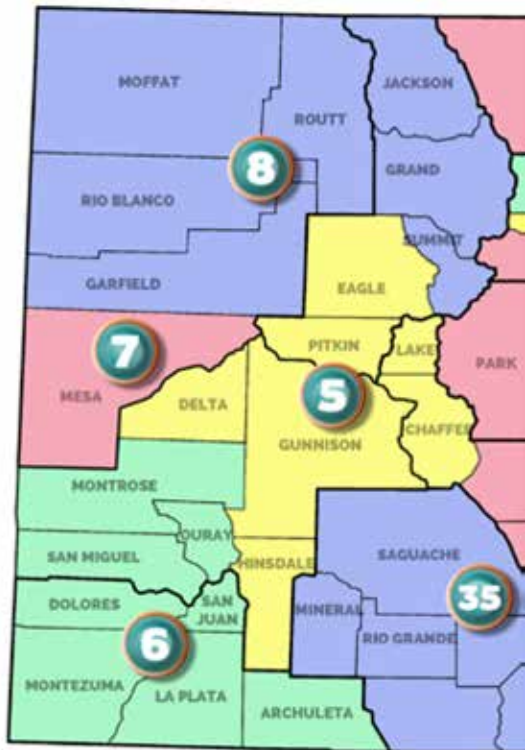 MOFFAT
JACKSON
ROUTT
8
GRAND
RIO BLANCO
SUMMIT
GARFIELD
EAGLE
7
PITKIN
LAKE
PARK
MESA
5
DELTA
CHAFFEE
GUNNISON
MONTROSE
OURAY
SAN MIGUEL
HINSDALE
SAGUACHE
35
DOLORES
SAN
JUAN
MINERAL
6
RIO GRANDE
MONTEZUMA
LA PLATA
ARCHULETA